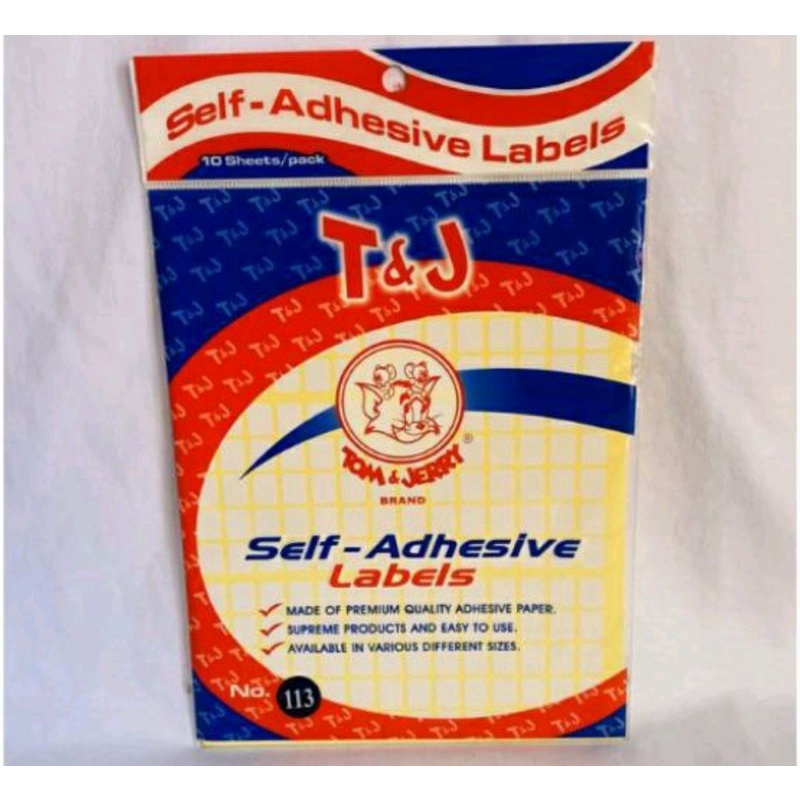 Self-Adhesive Labels
10 Sheets/pack
T&J
TOM & JERRY®
BRAND
Self-Adhesive
Labels
MADE OF PREMIUM QUALITY ADHESIVE PAPER.
SUPREME PRODUCTS AND EASY TO USE.
AVAILABLE IN VARIOUS DIFFERENT SIZES.
No. 113